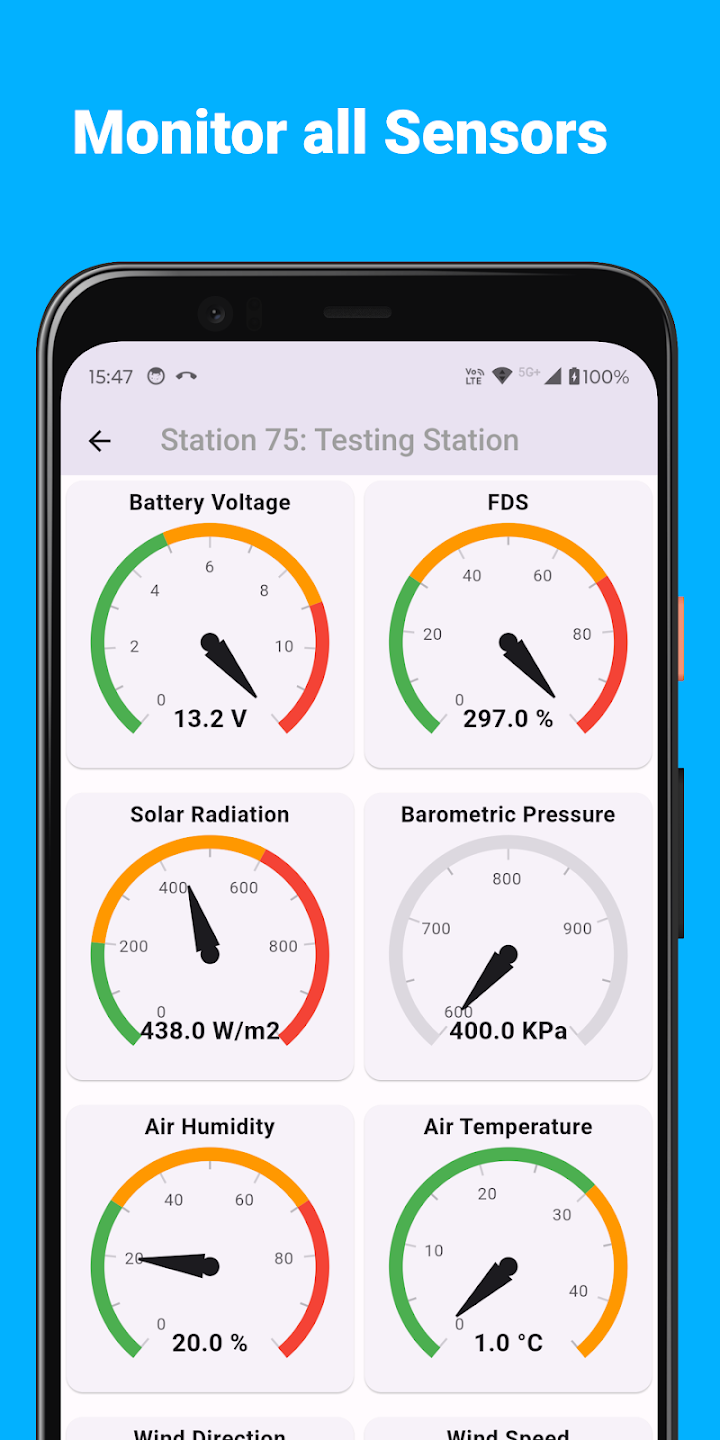 Monitor all Sensors
15:47
Vo LTE 5G+ 100%
Station 75: Testing Station
Battery Voltage
0 2 4 6 8 10
13.2 V
FDS
0 20 40 60 80
297.0 %
Solar Radiation
0 200 400 600 800
438.0 W/m2
Barometric Pressure
600 700 800 900
400.0 KPa
Air Humidity
0 20 40 60 80
20.0 %
Air Temperature
0 10 20 30 40
1.0 °C
Wind Direction
Wind Speed